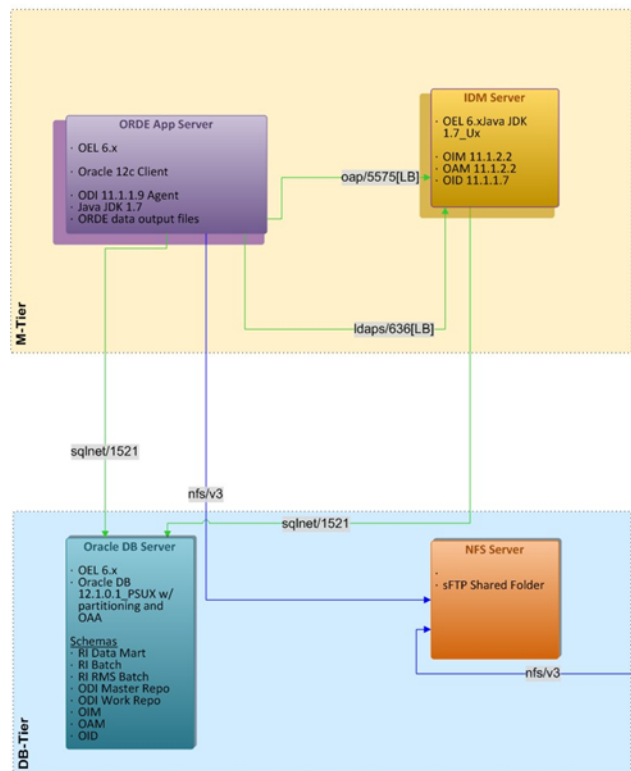 IDM Server
· OEL 6.xJava JDK
1.7_Ux
· OIM 11.1.2.2
· OAM 11.1.2.2
· OID 11.1.1.7
ORDE App Server
· OEL 6.x
· Oracle 12c Client
· ODI 11.1.1.9 Agent
· Java JDK 1.7
· ORDE data output files
oap/5575[LB]
ldaps/636[LB]
M-Tier
sqlnet/1521
nfs/v3
sqlnet/1521
Oracle DB Server
· OEL 6.x
· Oracle DB
12.1.0.1_PSUX w/
partitioning and
OAA
Schemas
· RI Data Mart
· RI Batch
· RI RMS Batch
· ODI Master Repo
· ODI Work Repo
· OIM
· OAM
· OID
NFS Server
·
· sFTP Shared Folder
nfs/v3
DB-Tier